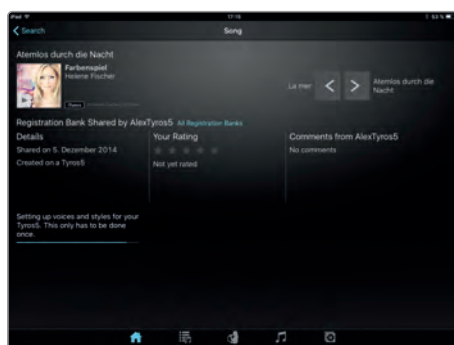 iPad
17:18
83 %
Search
Song
Atemlos durch die Nacht
Farbenspiel
Helene Fischer
La mer
Atemlos durch die
Nacht
Registration Bank Shared by AlexTyros5 All Registration Banks
Details
Your Rating
Comments from AlexTyros5
Shared on 5. Dezember 2014
No comments
Created on a Tyros5
Not yet rated
Setting up voices and styles for your
Tyros5. This only has to be done
once.